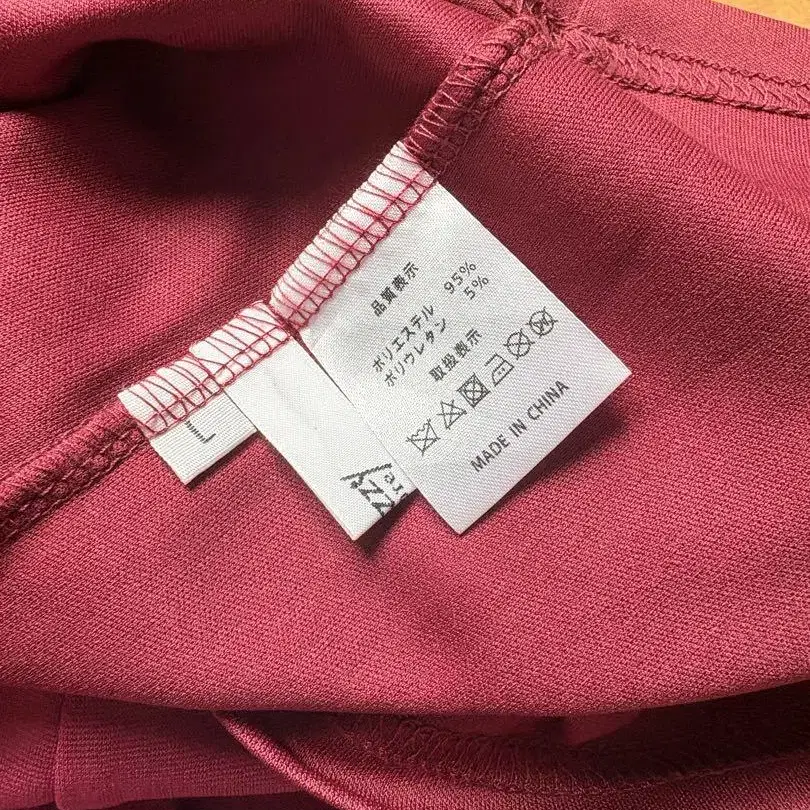 品質表示
ポリエステル 95%
ポリウレタン 5%
取扱表示
MADE IN CHINA
L